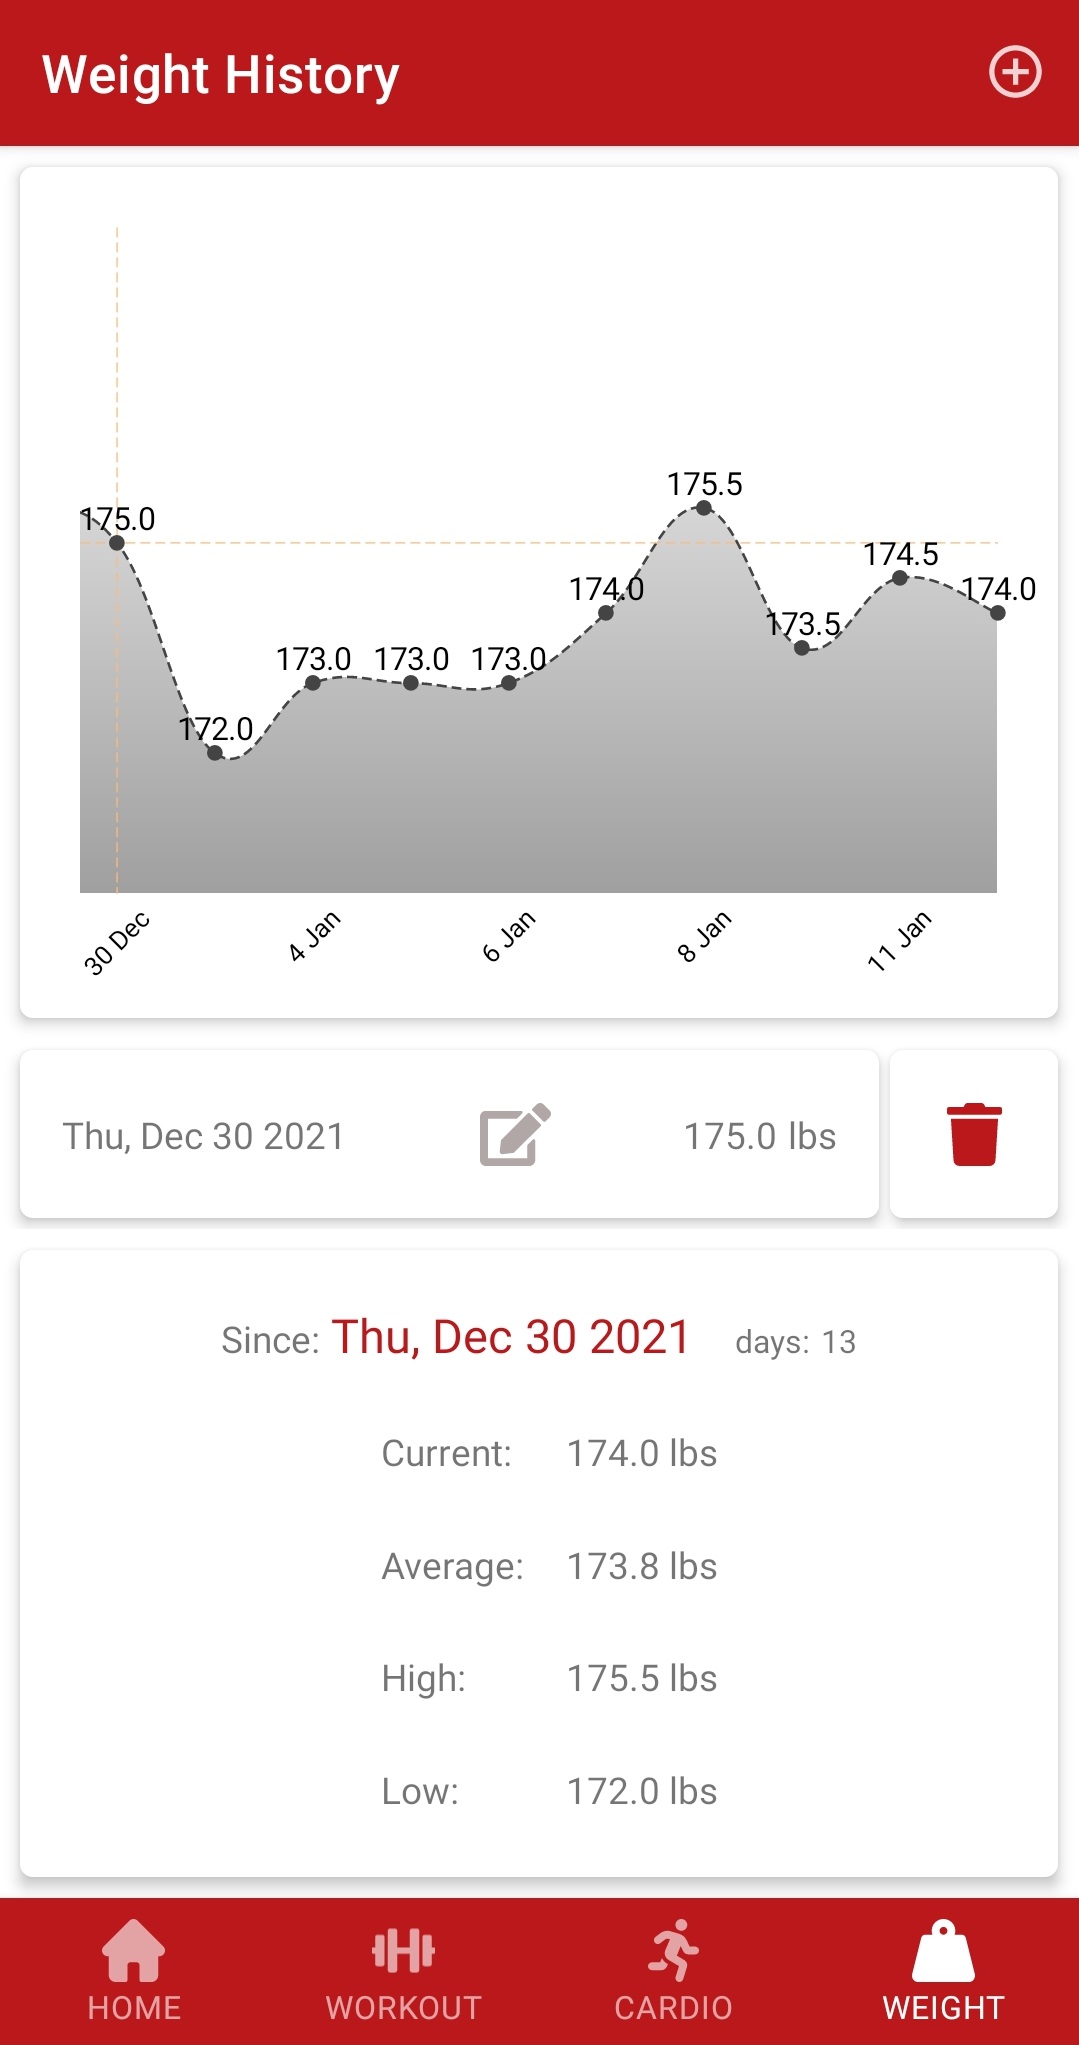 Weight History
175.5
175.0
174.5
174.0
174.0
173.5
173.0
173.0
173.0
172.0
30 Dec
4 Jan
6 Jan
8 Jan
11 Jan
Thu, Dec 30 2021
175.0 lbs
Since: Thu, Dec 30 2021 days: 13
Current: 174.0 lbs
Average: 173.8 lbs
High: 175.5 lbs
Low: 172.0 lbs
HOME
WORKOUT
CARDIO
WEIGHT